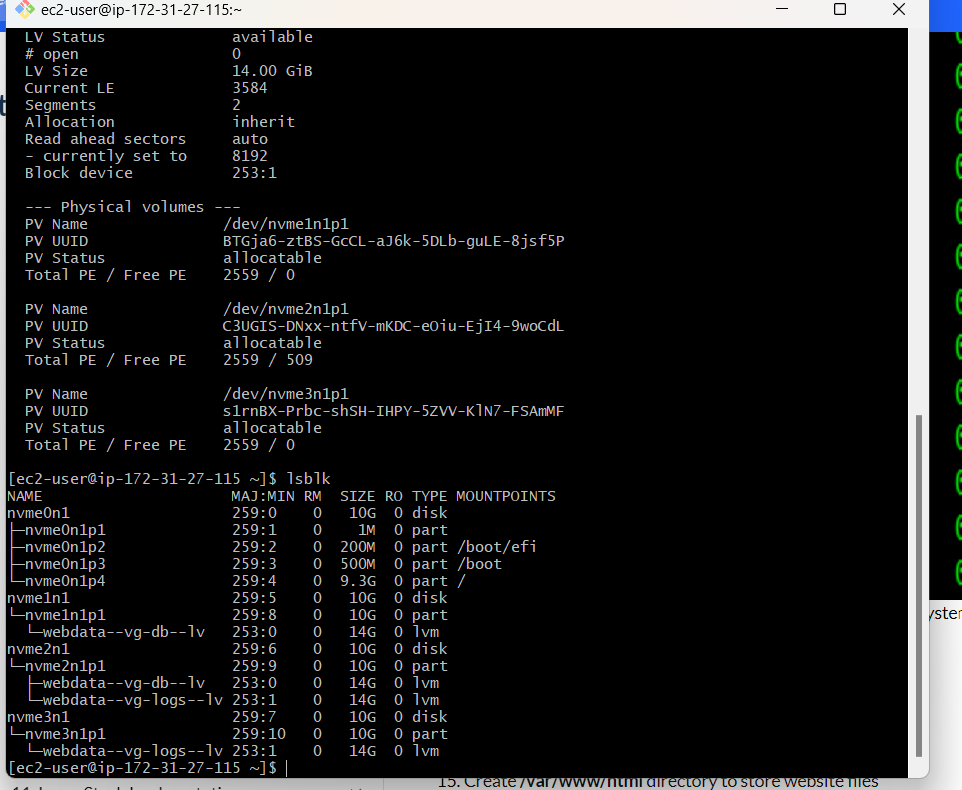 ec2-user@ip-172-31-27-115:~
LV Status              available
# open                 0
LV Size                14.00 GiB
Current LE             3584
Segments               2
Allocation             inherit
Read ahead sectors     auto
- currently set to     8192
Block device           253:1
--- Physical volumes ---
PV Name               /dev/nvme1n1p1
PV UUID               BTGja6-ztBS-GcCL-aJ6k-5DLb-guLE-8jsf5P
PV Status             allocatable
Total PE / Free PE    2559 / 0
PV Name               /dev/nvme2n1p1
PV UUID               C3UGIS-DNxx-ntfV-mKDC-eOiu-EjI4-9woCdL
PV Status             allocatable
Total PE / Free PE    2559 / 509
PV Name               /dev/nvme3n1p1
PV UUID               s1rnBX-Prbc-shSH-IHPY-5ZVV-KlN7-FSAmMF
PV Status             allocatable
Total PE / Free PE    2559 / 0
[ec2-user@ip-172-31-27-115 ~]$ lsblk
NAME                     MAJ:MIN RM  SIZE RO TYPE MOUNTPOINTS
nvme0n1                  259:0    0   10G  0 disk
├─nvme0n1p1              259:1    0    1M  0 part
├─nvme0n1p2              259:2    0  200M  0 part /boot/efi
├─nvme0n1p3              259:3    0  500M  0 part /boot
└─nvme0n1p4              259:4    0  9.3G  0 part /
nvme1n1                  259:5    0   10G  0 disk
└─nvme1n1p1              259:8    0   10G  0 part
  └─webdata--vg-db--lv   253:0    0   14G  0 lvm
nvme2n1                  259:6    0   10G  0 disk
└─nvme2n1p1              259:9    0   10G  0 part
  ├─webdata--vg-db--lv   253:0    0   14G  0 lvm
  └─webdata--vg-logs--lv 253:1    0   14G  0 lvm
nvme3n1                  259:7    0   10G  0 disk
└─nvme3n1p1              259:10   0   10G  0 part
  └─webdata--vg-logs--lv 253:1    0   14G  0 lvm
[ec2-user@ip-172-31-27-115 ~]$
15. Create /var/www/html directory to store website files